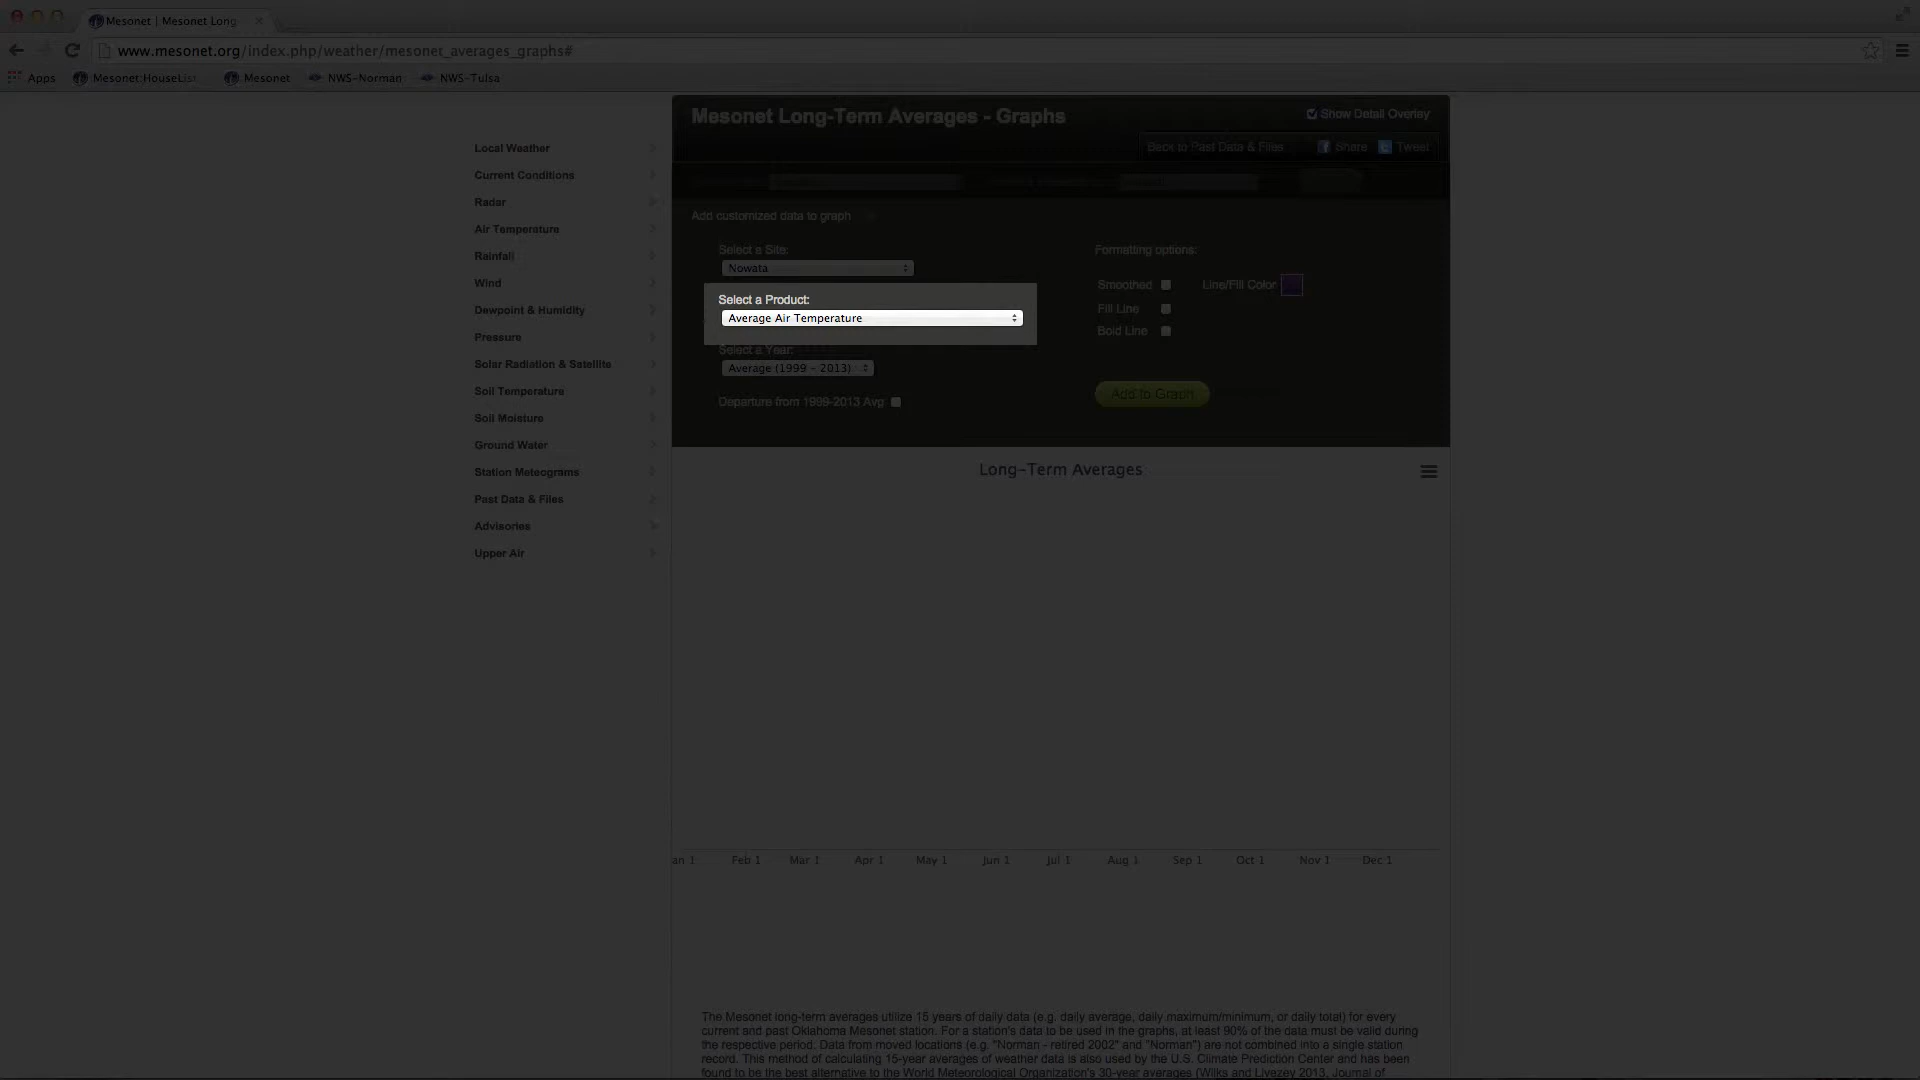 Mesonet | Mesonet Long
www.mesonet.org/index.php/weather/mesonet_averages_graphs#
Apps Mesonet:HouseList Mesonet NWS-Norman NWS-Tulsa
Mesonet Long-Term Averages - Graphs
Show Detail Overlay
Back to Past Data & Files Share Tweet
Local Weather
Current Conditions
Radar
Air Temperature
Rainfall
Wind
Dewpoint & Humidity
Pressure
Solar Radiation & Satellite
Soil Temperature
Soil Moisture
Ground Water
Station Meteograms
Past Data & Files
Advisories
Upper Air
Add customized data to graph
Select a Site:
Nowata
Select a Product:
Average Air Temperature
Select a Year:
Average (1999 - 2013)
Departure from 1999-2013 Avg
Formatting options:
Smoothed Line/Fill Color
Fill Line
Bold Line
Add to Graph
Long-Term Averages
an 1 Feb 1 Mar 1 Apr 1 May 1 Jun 1 Jul 1 Aug 1 Sep 1 Oct 1 Nov 1 Dec 1
The Mesonet long-term averages utilize 15 years of daily data (e.g. daily average, daily maximum/minimum, or daily total) for every
current and past Oklahoma Mesonet station. For a station's data to be used in the graphs, at least 90% of the data must be valid during
the respective period. Data from moved locations (e.g. "Norman - retired 2002" and "Norman") are not combined into a single station
record. This method of calculating 15-year averages of weather data is also used by the U.S. Climate Prediction Center and has been
found to be the best alternative to the World Meteorological Organization's 30-year averages (Wilks and Livezey 2013, Journal of